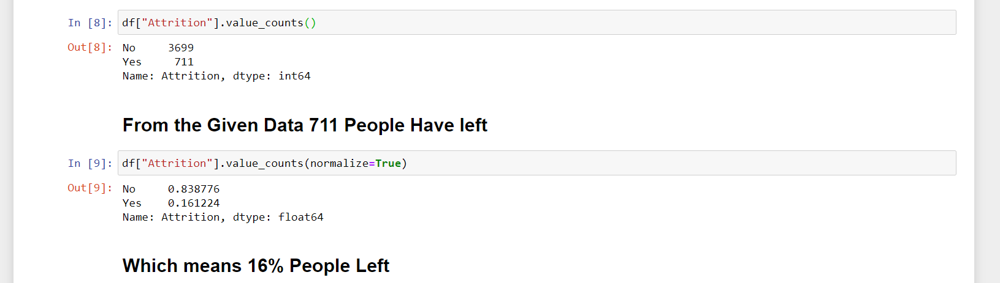 In [8]: df["Attrition"].value_counts()
Out[8]: No     3699
Yes     711
Name: Attrition, dtype: int64
From the Given Data 711 People Have left
In [9]: df["Attrition"].value_counts(normalize=True)
Out[9]: No     0.838776
Yes    0.161224
Name: Attrition, dtype: float64
Which means 16% People Left